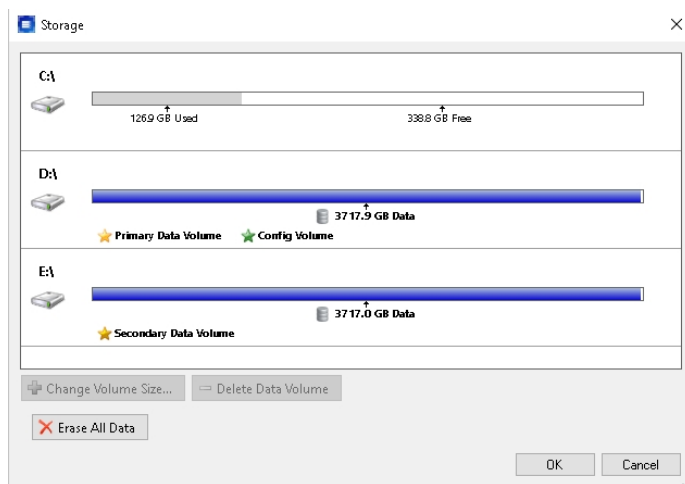 Storage
C:\
126.9 GB Used 338.8 GB Free
D:\
3717.9 GB Data
Primary Data Volume Config Volume
E:\
3717.0 GB Data
Secondary Data Volume
Change Volume Size... Delete Data Volume
Erase All Data
OK Cancel